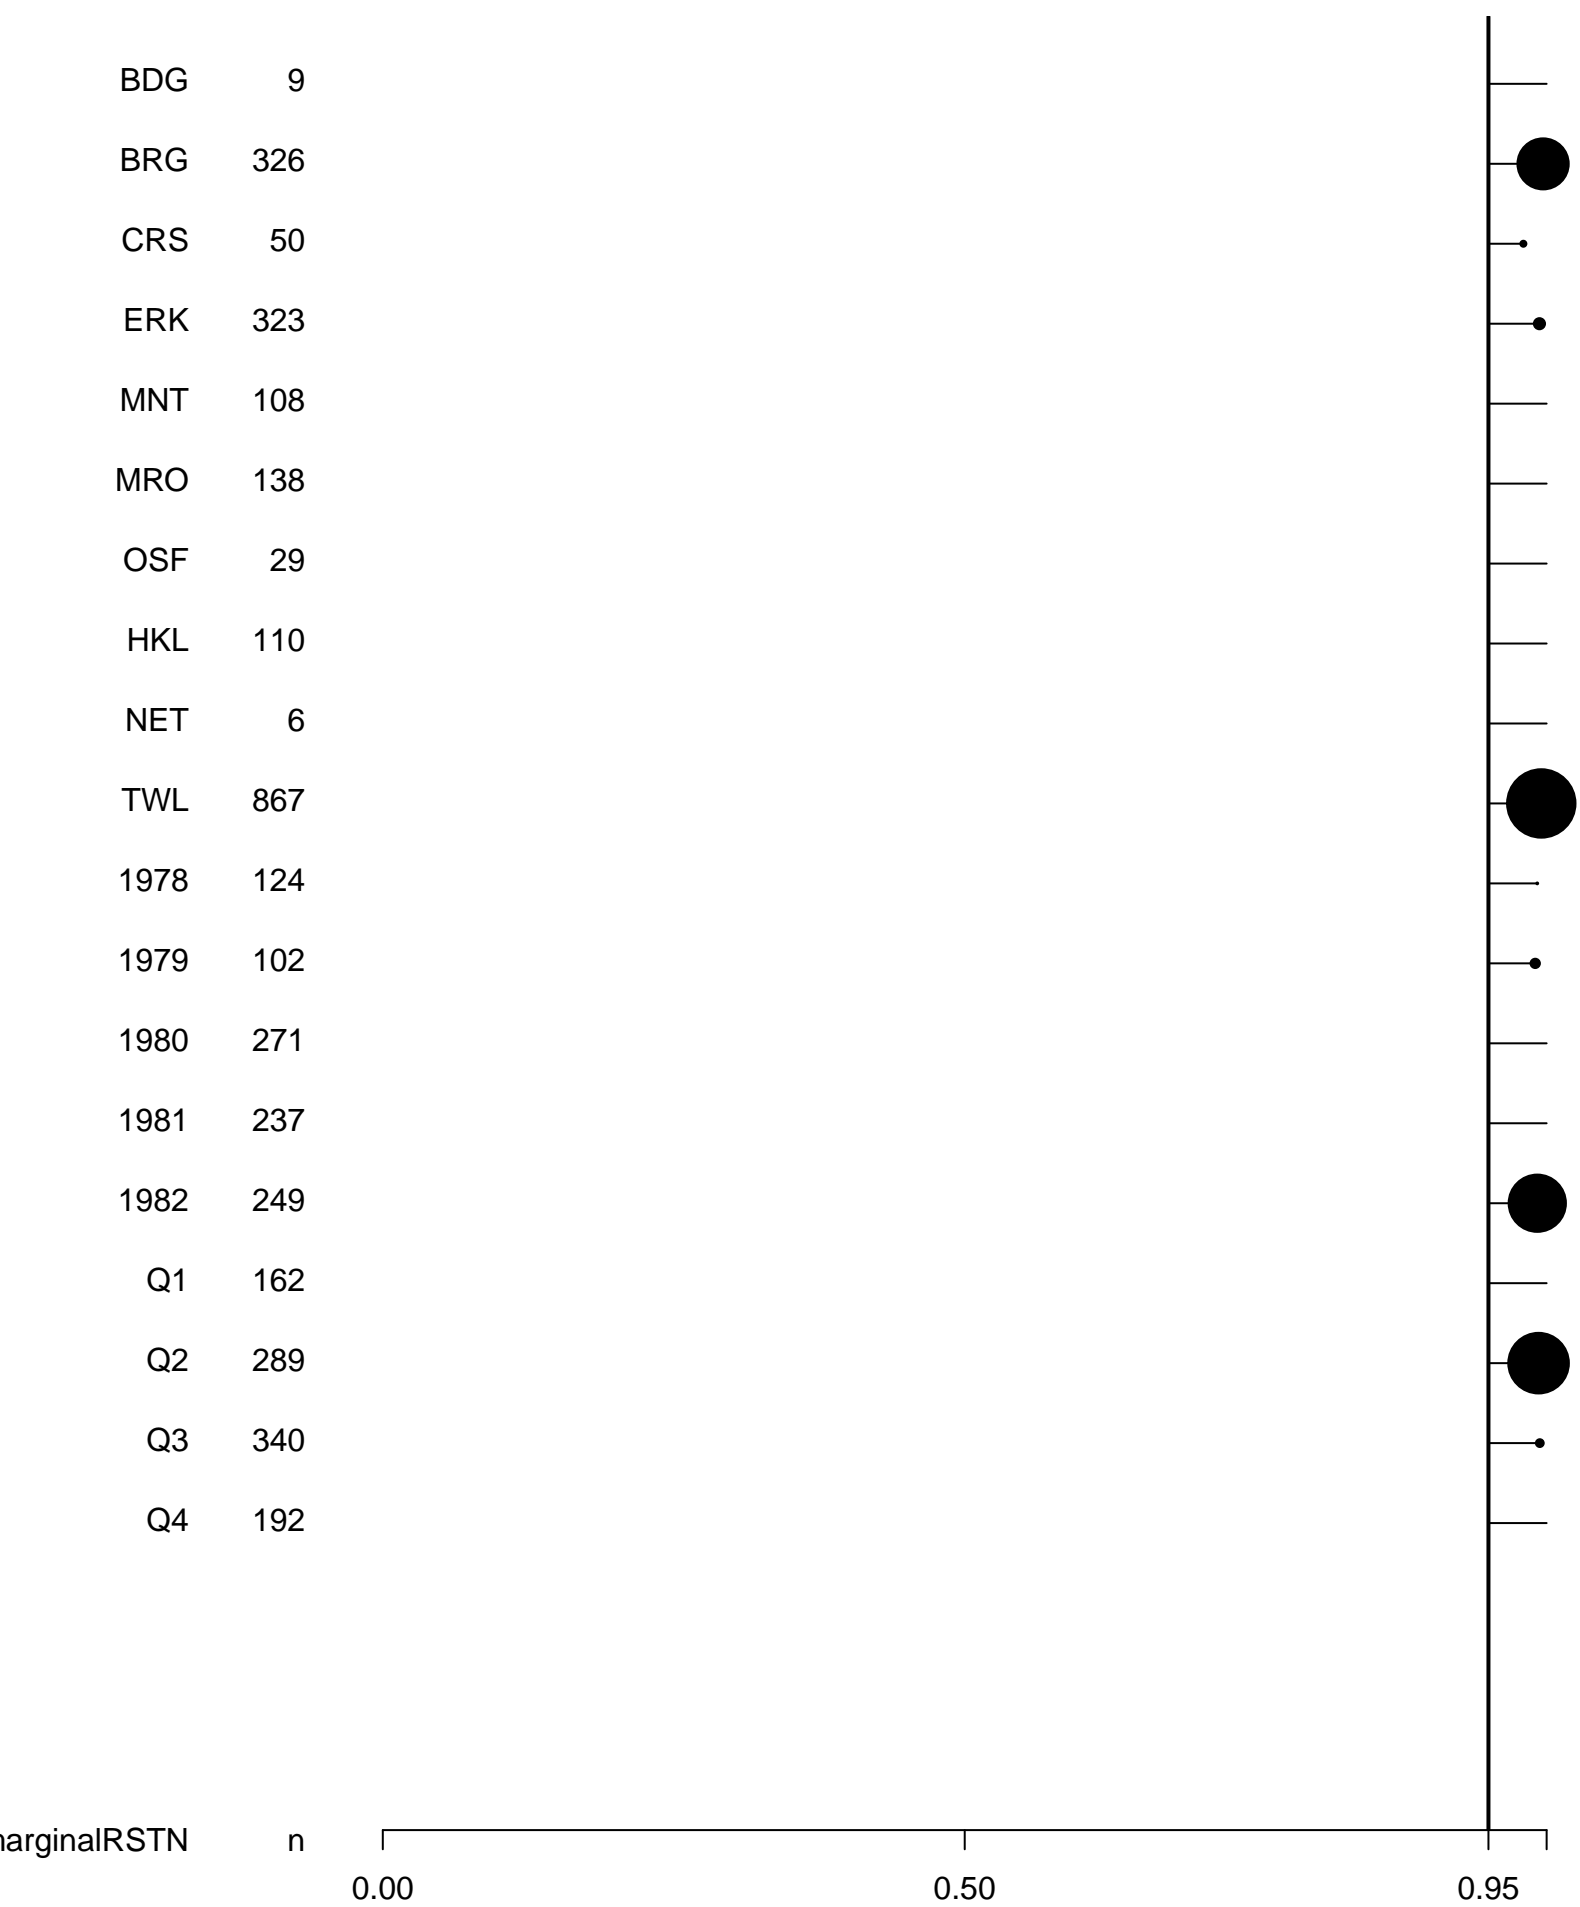 BDG 9
BRG 326
CRS 50
ERK 323
MNT 108
MRO 138
OSF 29
HKL 110
NET 6
TWL 867
1978 124
1979 102
1980 271
1981 237
1982 249
Q1 162
Q2 289
Q3 340
Q4 192
arginalRSTN n
0.00 0.50 0.95